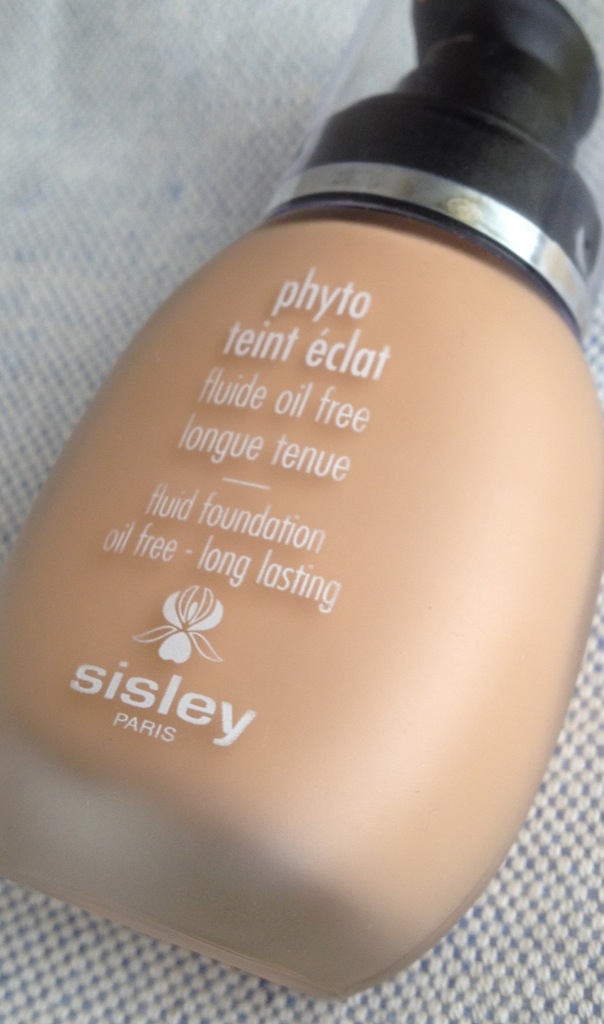 phyto
teint éclat
fluide oil free
longue tenue
fluid foundation
oil free - long lasting
sisley
PARIS